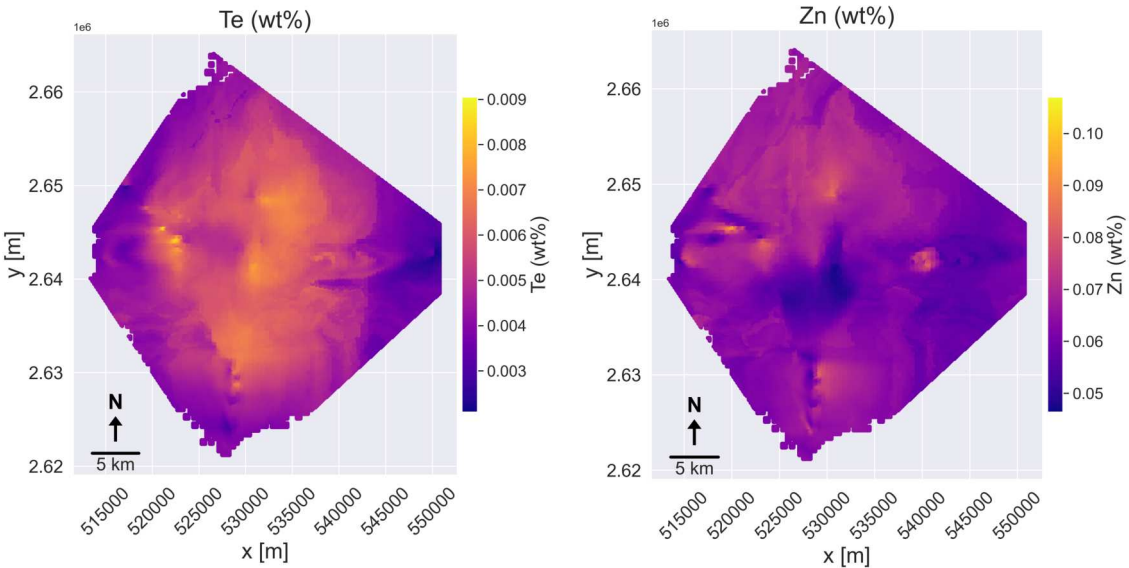 Te (wt%)
1e6
2.66
2.65
2.64
2.63
2.62
y [m]
N
5 km
515000
520000
525000
530000
535000
540000
545000
550000
x [m]
0.009
0.008
0.007
0.006
0.005
0.004
0.003
Te (wt%)
Zn (wt%)
1e6
2.66
2.65
2.64
2.63
2.62
y [m]
N
5 km
515000
520000
525000
530000
535000
540000
545000
550000
x [m]
0.10
0.09
0.08
0.07
0.06
0.05
Zn (wt%)